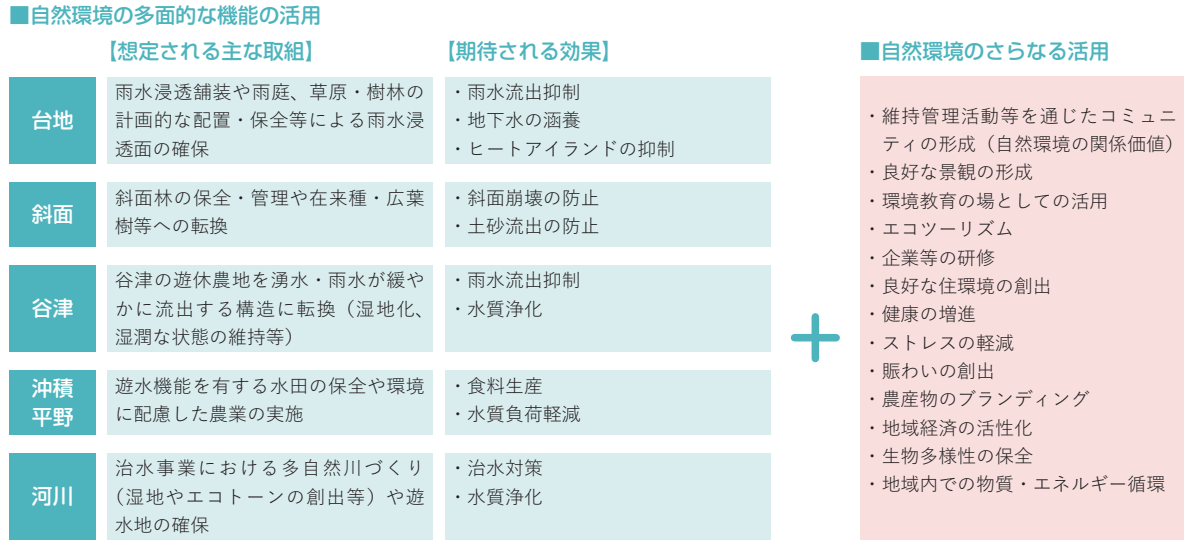 ■自然環境の多面的な機能の活用
【想定される主な取組】
【期待される効果】
台地
雨水浸透舗装や雨庭、草原・樹林の
計画的な配置・保全等による雨水浸
透面の確保
・雨水流出抑制
・地下水の涵養
・ヒートアイランドの抑制
斜面
斜面林の保全・管理や在来種・広葉
樹等への転換
・斜面崩壊の防止
・土砂流出の防止
谷津
谷津の遊休農地を湧水・雨水が緩や
かに流出する構造に転換（湿地化、
湿潤な状態の維持等）
・雨水流出抑制
・水質浄化
沖積
平野
遊水機能を有する水田の保全や環境
に配慮した農業の実施
・食料生産
・水質負荷軽減
河川
治水事業における多自然川づくり
（湿地やエコトーンの創出等）や遊
水地の確保
・治水対策
・水質浄化
＋
■自然環境のさらなる活用
・維持管理活動等を通じたコミュニ
ティの形成（自然環境の関係価値）
・良好な景観の形成
・環境教育の場としての活用
・エコツーリズム
・企業等の研修
・良好な住環境の創出
・健康の増進
・ストレスの軽減
・賑わいの創出
・農産物のブランディング
・地域経済の活性化
・生物多様性の保全
・地域内での物質・エネルギー循環